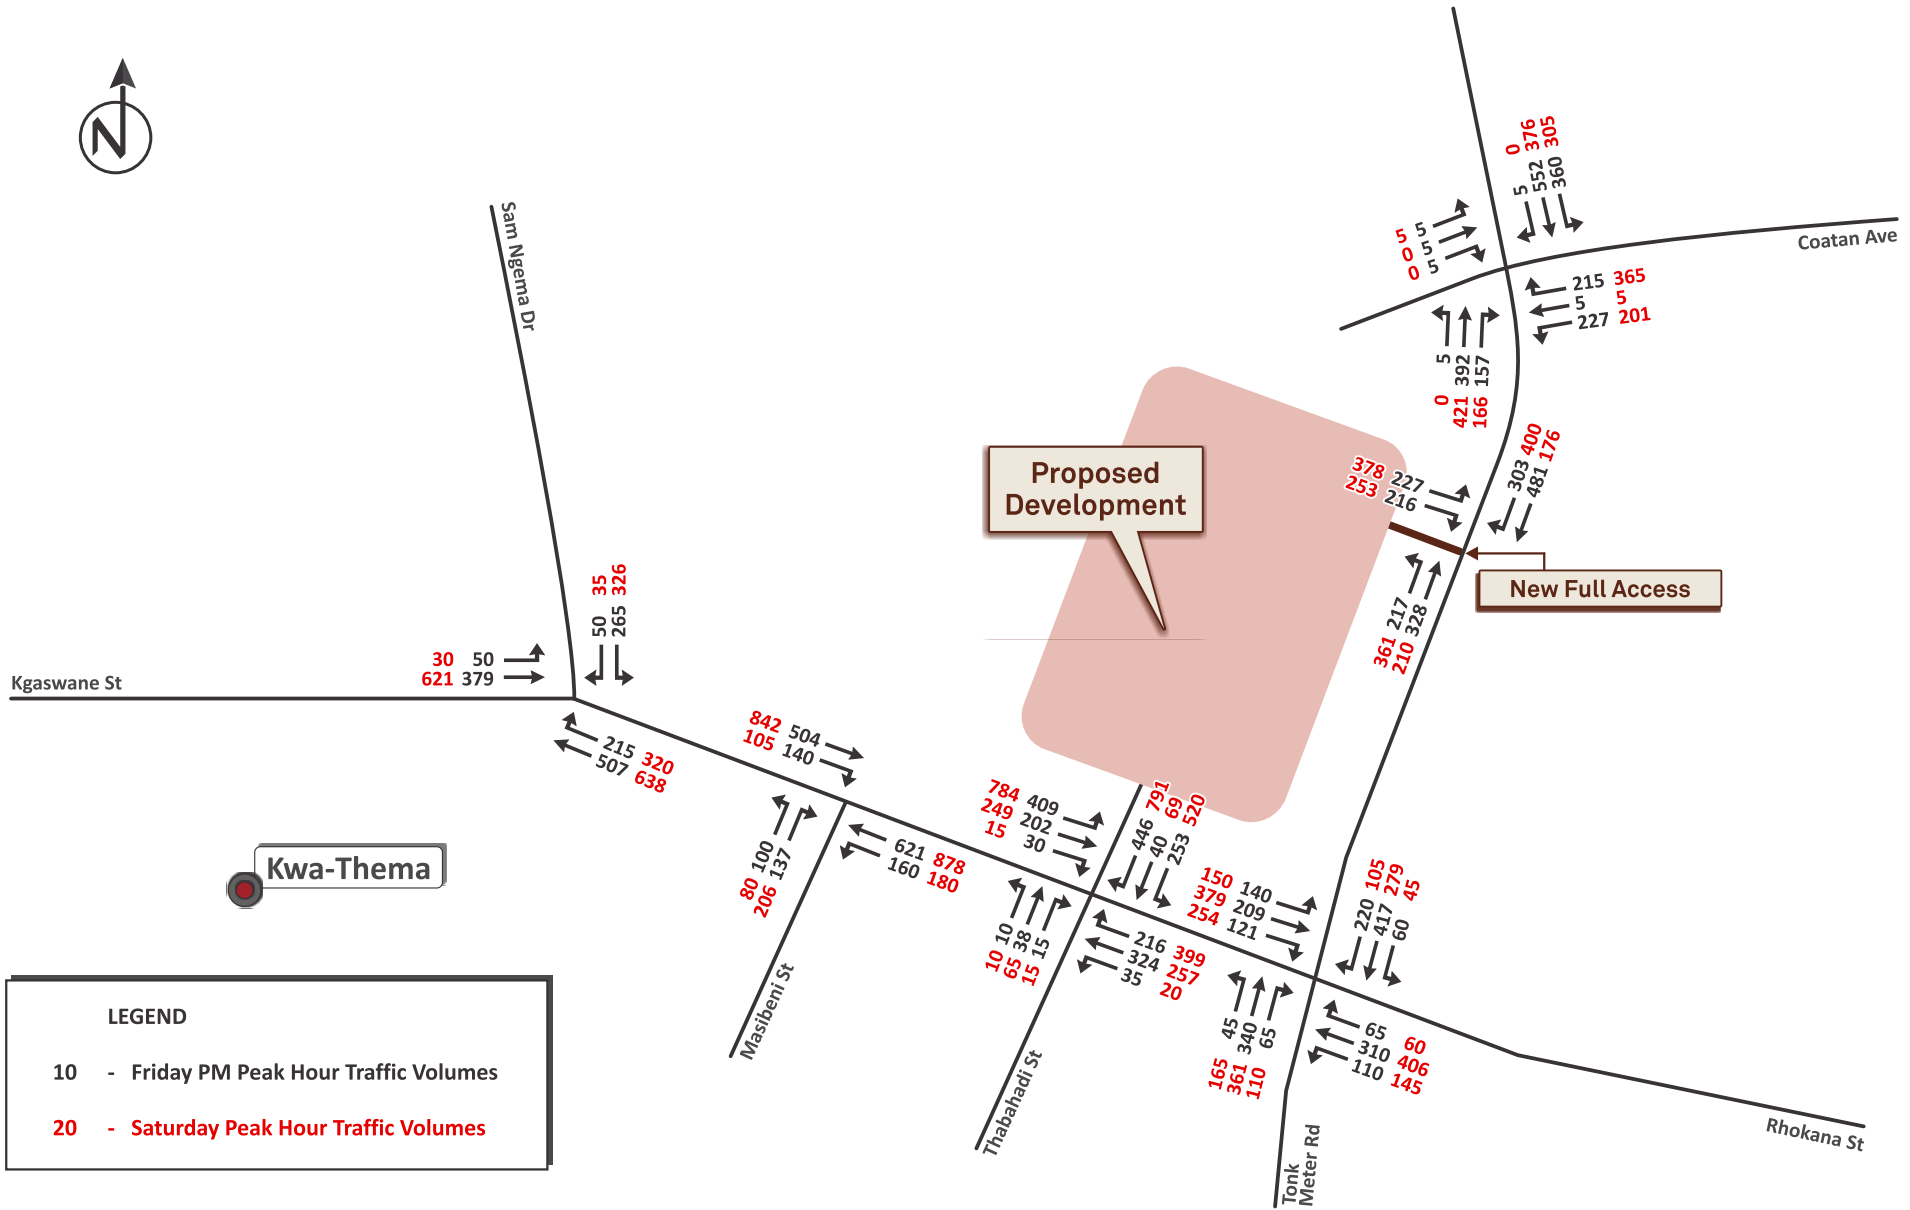 N
0 376 305
5 552 360
5 5
0 5
0 5
Coatan Ave
215 365
5 5
227 201
5 392 157
0 421 166
Sam Ngema Dr
303 400
481 176
378 227
253 216
Proposed
Development
New Full Access
361 217
210 328
35 326
50 265
30 50
621 379
Kgaswane St
215 320
507 638
842 504
105 140
80 100
206 137
621 878
160 180
784 409
249 202
15 30
446 791
40 69
253 520
10 10
65 38
15 15
216 399
324 257
35 20
150 140
379 209
254 121
220 105
417 279
60 45
165 45
361 340
110 65
65 60
310 406
110 145
Kwa-Thema
Masibeni St
Thabahadi St
Tonk
Meter Rd
Rhokana St
LEGEND
10 - Friday PM Peak Hour Traffic Volumes
20 - Saturday Peak Hour Traffic Volumes